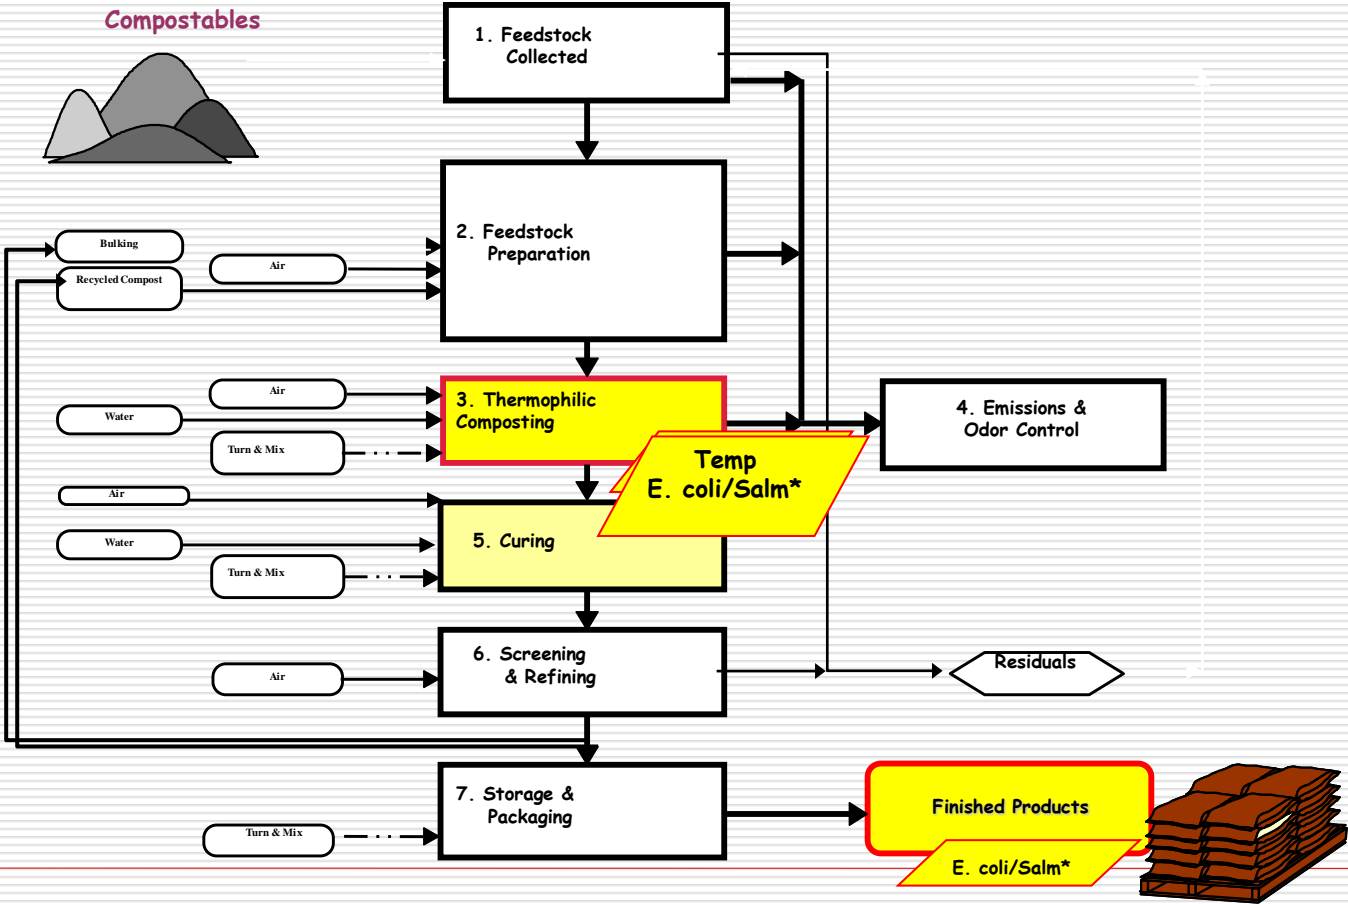 Compostables
1. Feedstock
Collected
2. Feedstock
Preparation
Bulking
Air
Recycled Compost
3. Thermophilic
Composting
Air
Water
Turn & Mix
4. Emissions &
Odor Control
Temp
E. coli/Salm*
Air
5. Curing
Water
Turn & Mix
6. Screening
& Refining
Air
Residuals
7. Storage &
Packaging
Turn & Mix
Finished Products
E. coli/Salm*